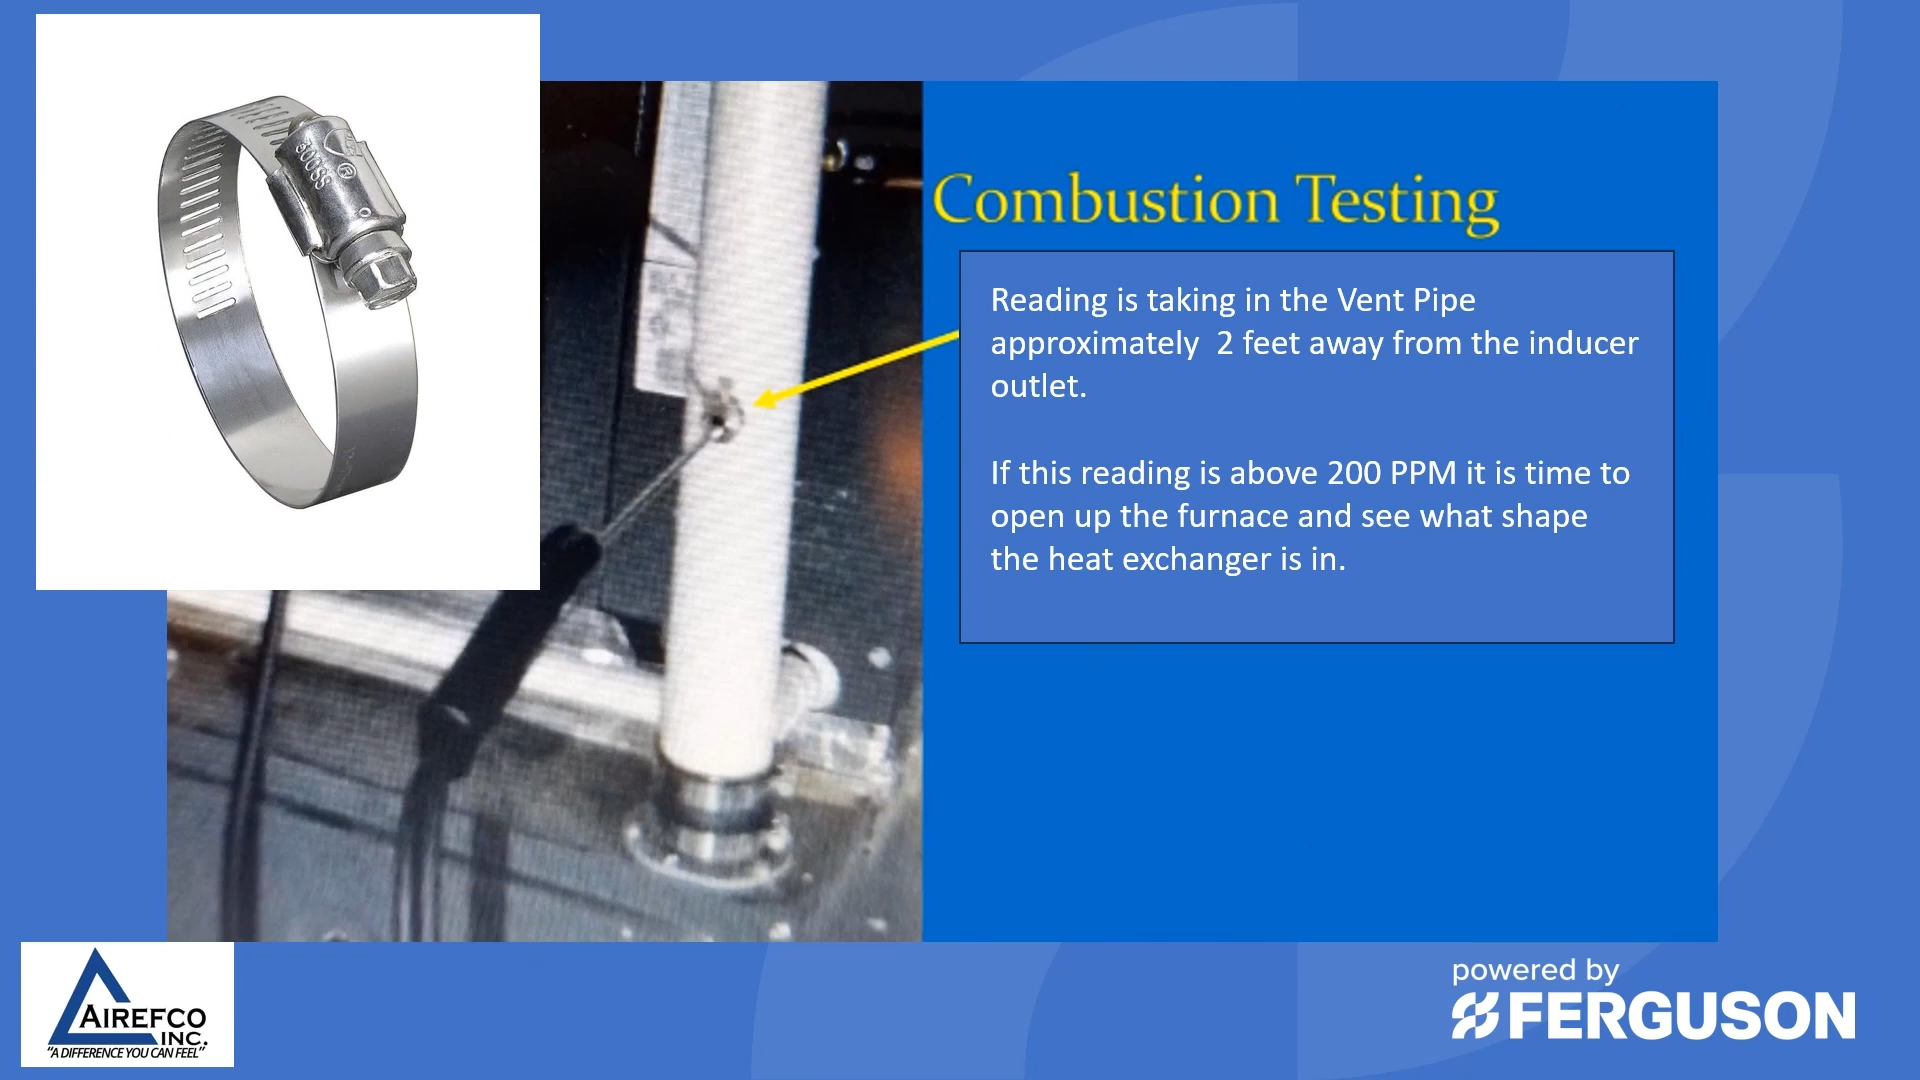 300SS
Combustion Testing
Reading is taking in the Vent Pipe
approximately 2 feet away from the inducer
outlet.
If this reading is above 200 PPM it is time to
open up the furnace and see what shape
the heat exchanger is in.
AIREFCO
INC.
"A DIFFERENCE YOU CAN FEEL"
powered by
FERGUSON